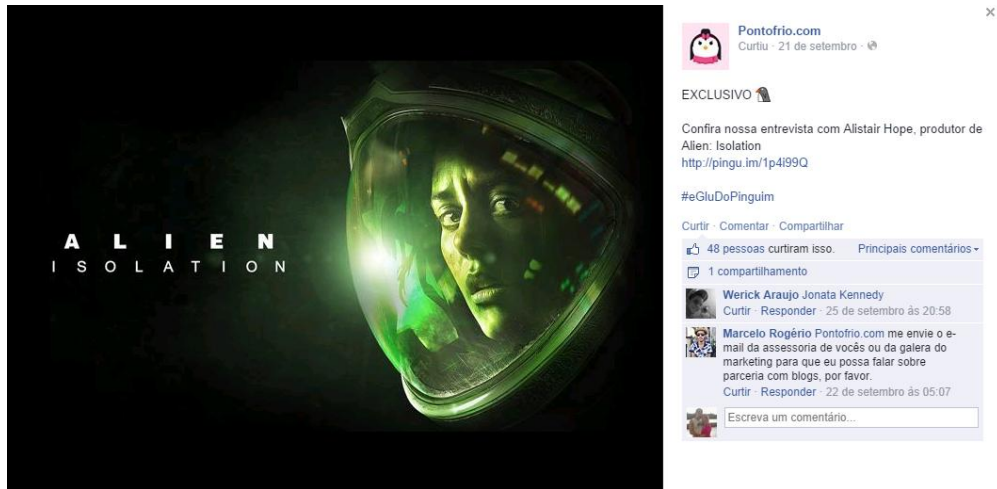 ALIEN
ISOLATION
Pontofrio.com
Curtiu · 21 de setembro ·
EXCLUSIVO
Confira nossa entrevista com Alistair Hope, produtor de
Alien: Isolation
http://pingu.im/1p4i99Q
#eGluDoPinguim
Curtir · Comentar · Compartilhar
48 pessoas curtiram isso. Principais comentários
1 compartilhamento
Werick Araujo Jonata Kennedy
Curtir · Responder · 25 de setembro às 20:58
Marcelo Rogério Pontofrio.com me envie o e-
mail da assessoria de vocês ou da galera do
marketing para que eu possa falar sobre
parceria com blogs, por favor.
Curtir · Responder · 22 de setembro às 05:07
Escreva um comentário...